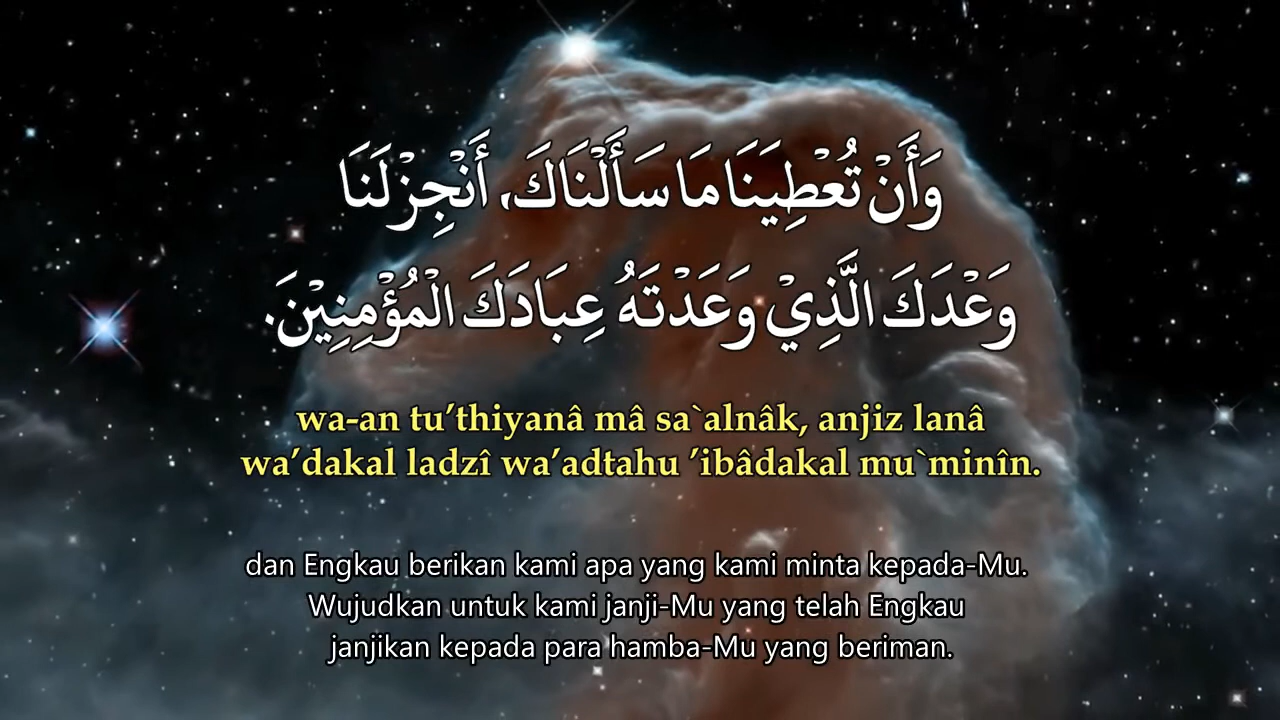 وَأَنْ تُعْطِيَنَا مَا سَأَلْنَاكَ، أَنْجِزْ لَنَا
وَعْدَكَ الَّذِيْ وَعَدْتَهُ عِبَادَكَ الْمُؤْمِنِيْنَ.
wa-an tu’thiyanâ mâ sa`alnâk, anjiz lanâ
wa’dakal ladzî wa’adtahu ’ibâdakal mu`minîn.
dan Engkau berikan kami apa yang kami minta kepada-Mu.
Wujudkan untuk kami janji-Mu yang telah Engkau
janjikan kepada para hamba-Mu yang beriman.